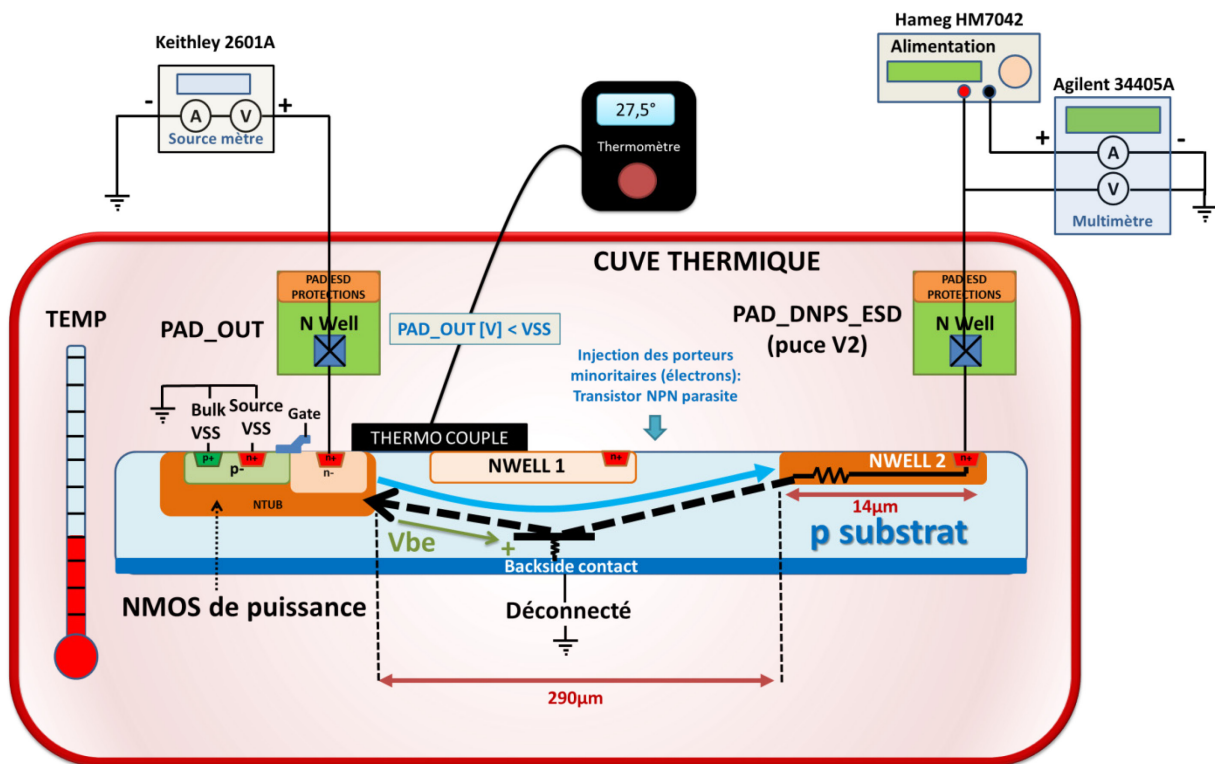 Hameg HM7042
Keithley 2601A
Alimentation
Agilent 34405A
-
+
A
V
Source mètre
27,5°
Thermomètre
+
-
A
V
Multimètre
CUVE THERMIQUE
TEMP
PAD ESD
PROTECTIONS
PAD_OUT
N Well
PAD_OUT [V] < VSS
PAD_DNPS_ESD
(puce V2)
PAD ESD
PROTECTIONS
N Well
Injection des porteurs
minoritaires (électrons):
Transistor NPN parasite
Bulk
VSS
Source
VSS
Gate
THERMO COUPLE
p+
n+
p-
n+
n-
NTUB
NWELL 1
n+
NWELL 2
n+
14µm
Vbe
+
p substrat
Backside contact
NMOS de puissance
Déconnecté
290µm